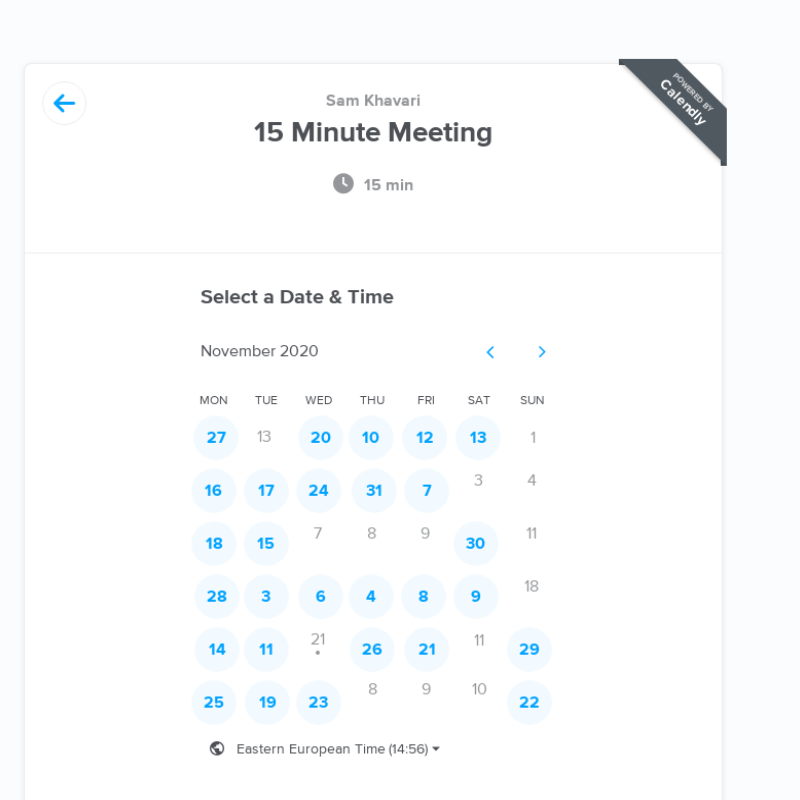 POWERED BY
Calendly
Sam Khavari
15 Minute Meeting
15 min
Select a Date & Time
November 2020
MON TUE WED THU FRI SAT SUN
27 13 20 10 12 13 1
16 17 24 31 7 3 4
18 15 7 8 9 30 11
28 3 6 4 8 9 18
14 11 21 26 21 11 29
25 19 23 8 9 10 22
Eastern European Time (14:56)